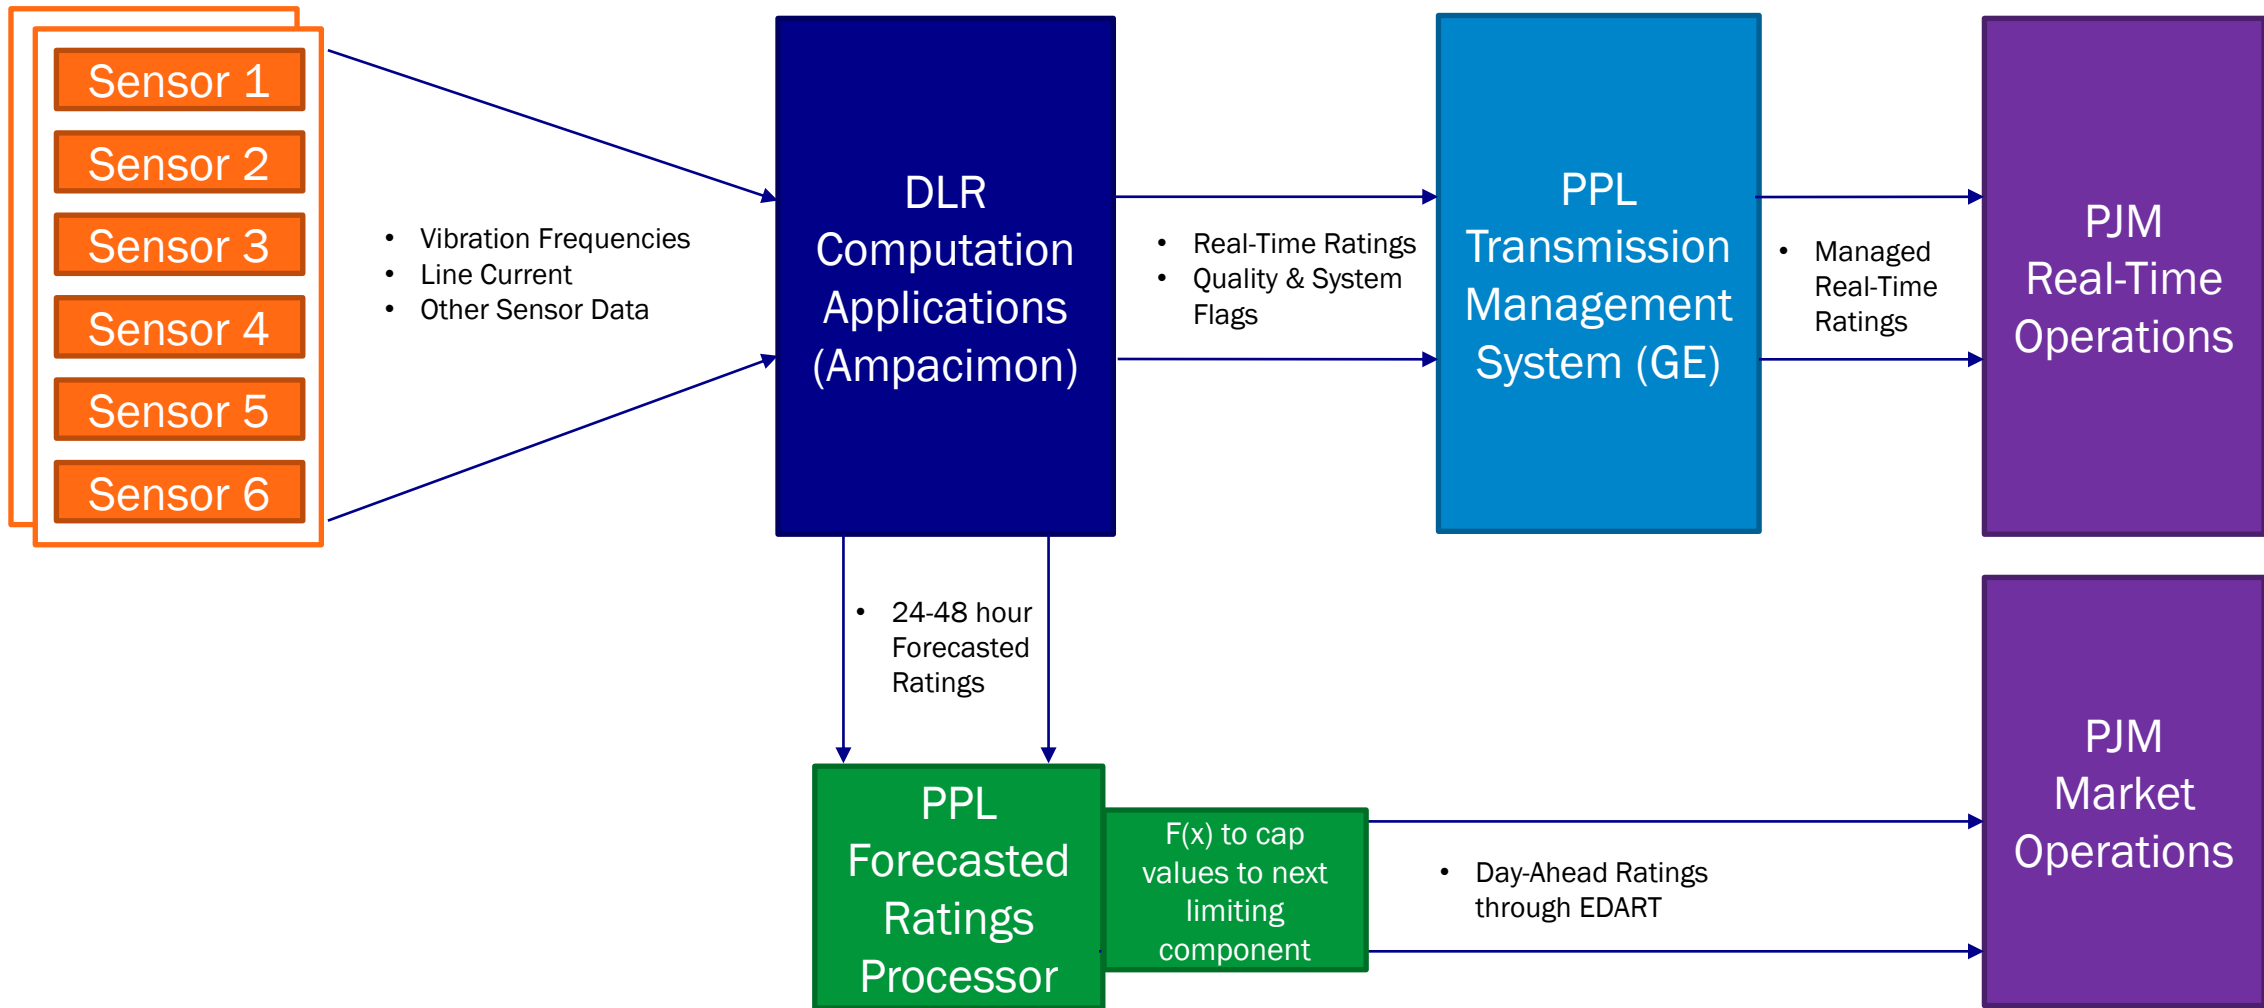 Sensor 1
Sensor 2
Sensor 3
Sensor 4
Sensor 5
Sensor 6
• Vibration Frequencies
• Line Current
• Other Sensor Data
DLR
Computation
Applications
(Ampacimon)
• Real-Time Ratings
• Quality & System
Flags
PPL
Transmission
Management
System (GE)
• Managed
Real-Time
Ratings
PJM
Real-Time
Operations
• 24-48 hour
Forecasted
Ratings
PPL
Forecasted
Ratings
Processor
F(x) to cap
values to next
limiting
component
• Day-Ahead Ratings
through EDART
PJM
Market
Operations